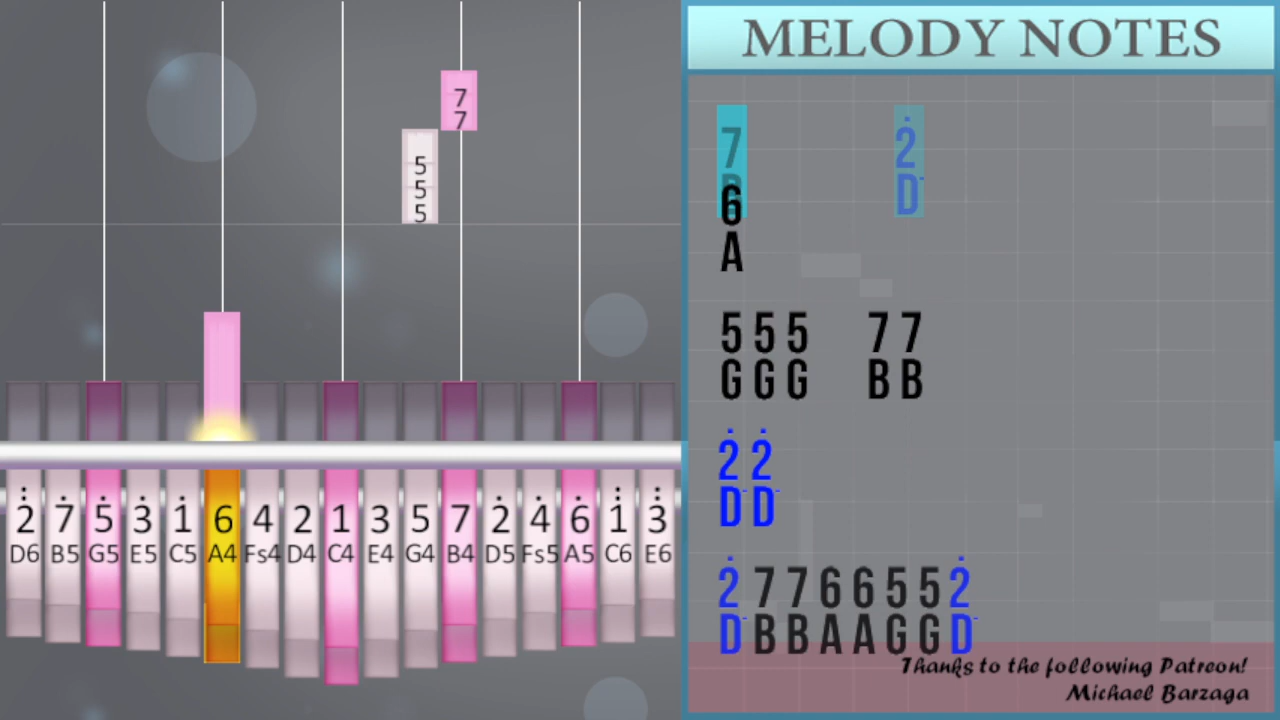 MELODY NOTES
7 2̇
D-
6
A
7
7
5
5
5
5 5 5 7 7
G G G B B
2̇ 2̇
D- D-
2̇ 7 7 6 6 5 5 2̇
D- B B A A G G D-
2̈ 7̇ 5̇ 3̇ 1̇ 6 4 2 1 3 5 7 2̇ 4̇ 6̇ 1̈ 3̈
D6 B5 G5 E5 C5 A4 Fs4 D4 C4 E4 G4 B4 D5 Fs5 A5 C6 E6
Thanks to the following Patreon!
Michael Barzaga